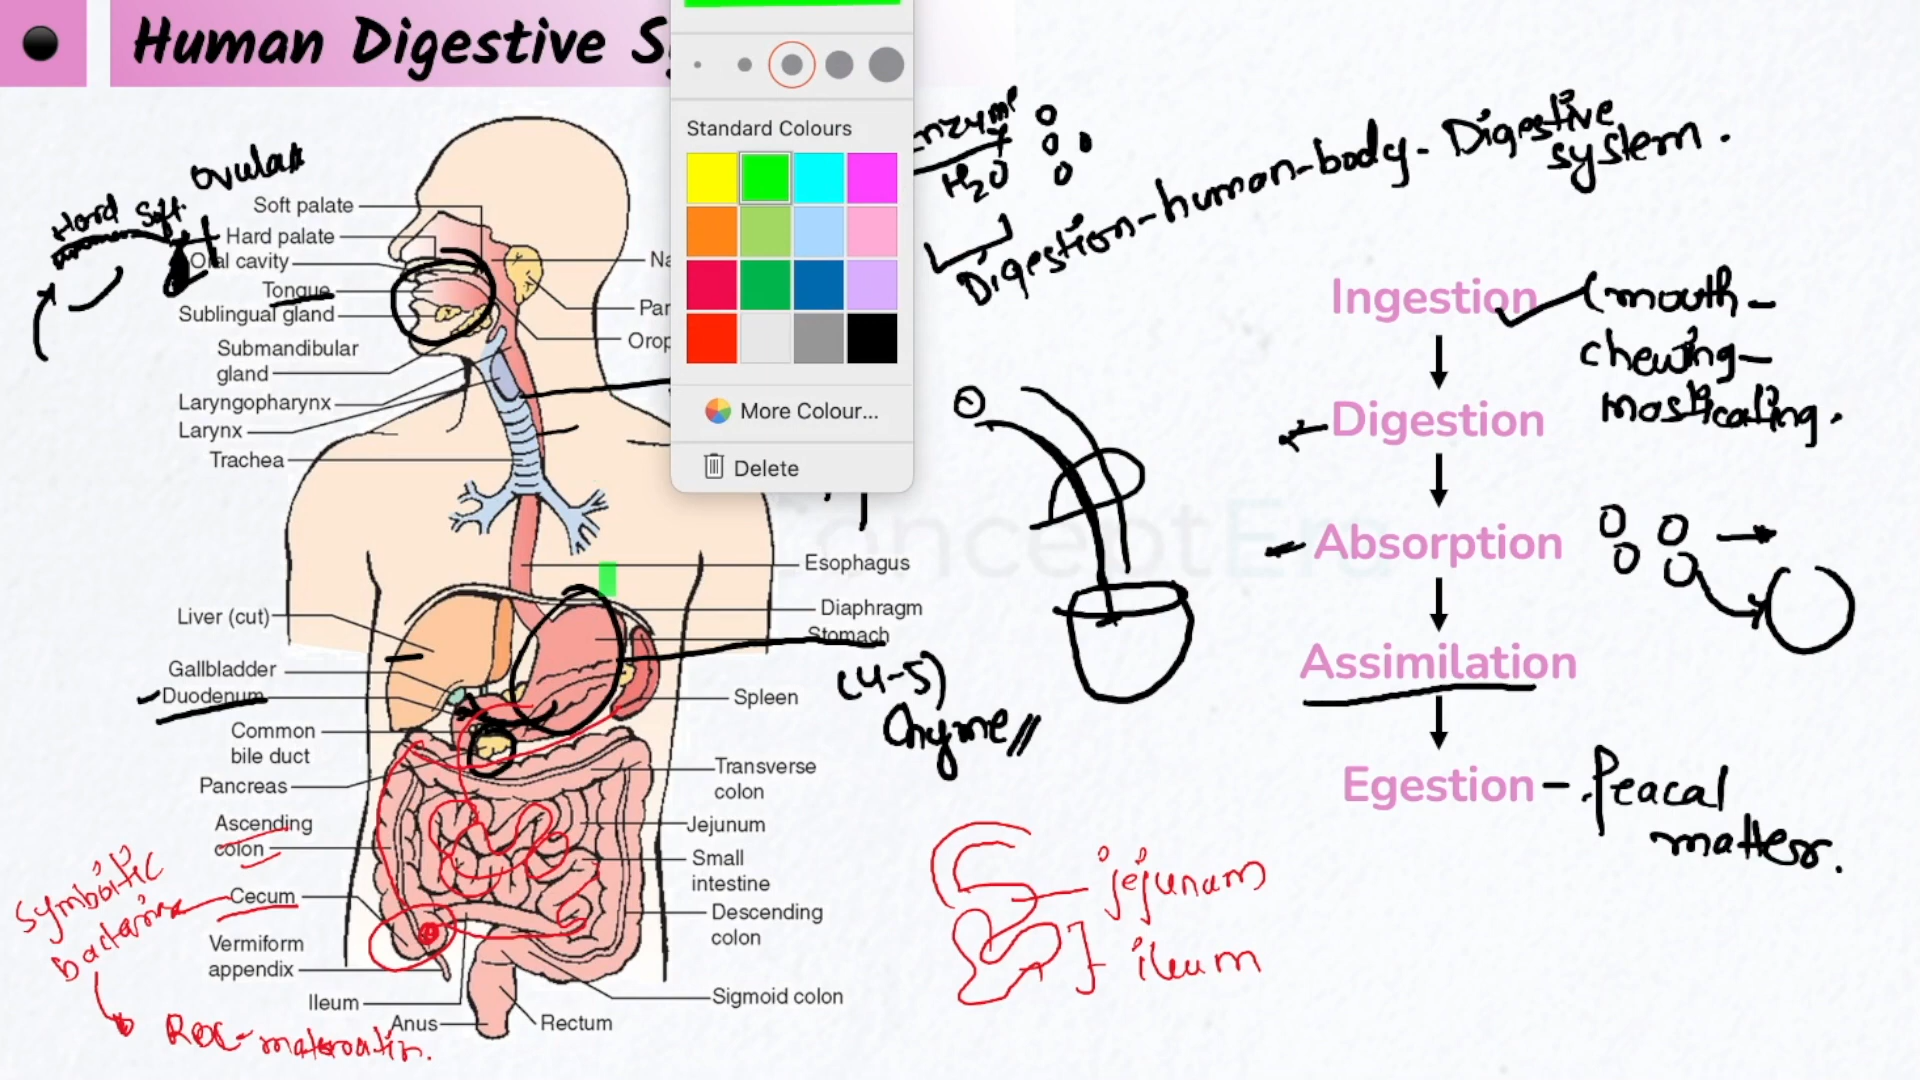 Human Digestive S
Standard Colours
More Colour...
Delete
Enzyme
H2O
Digestion-human-body-Digestive
system.
ovular
Hard Soft
Soft palate
Hard palate
Oral cavity
Tongue
Sublingual gland
Submandibular
gland
Laryngopharynx
Larynx
Trachea
Na
Par
Orop
Liver (cut)
Gallbladder
Duodenum
Common
bile duct
Pancreas
Ascending
colon
Cecum
Vermiform
appendix
Ileum
Anus
Rectum
Esophagus
Diaphragm
Stomach
Spleen
Transverse
colon
Jejunum
Small
intestine
Descending
colon
Sigmoid colon
(4-5)
Chyme//
ConceptEra
Ingestion
(mouth-
chewing-
masticating.
Digestion
Absorption
Assimilation
Egestion - Feacal
matter.
jejunam
ileum
Symboitic